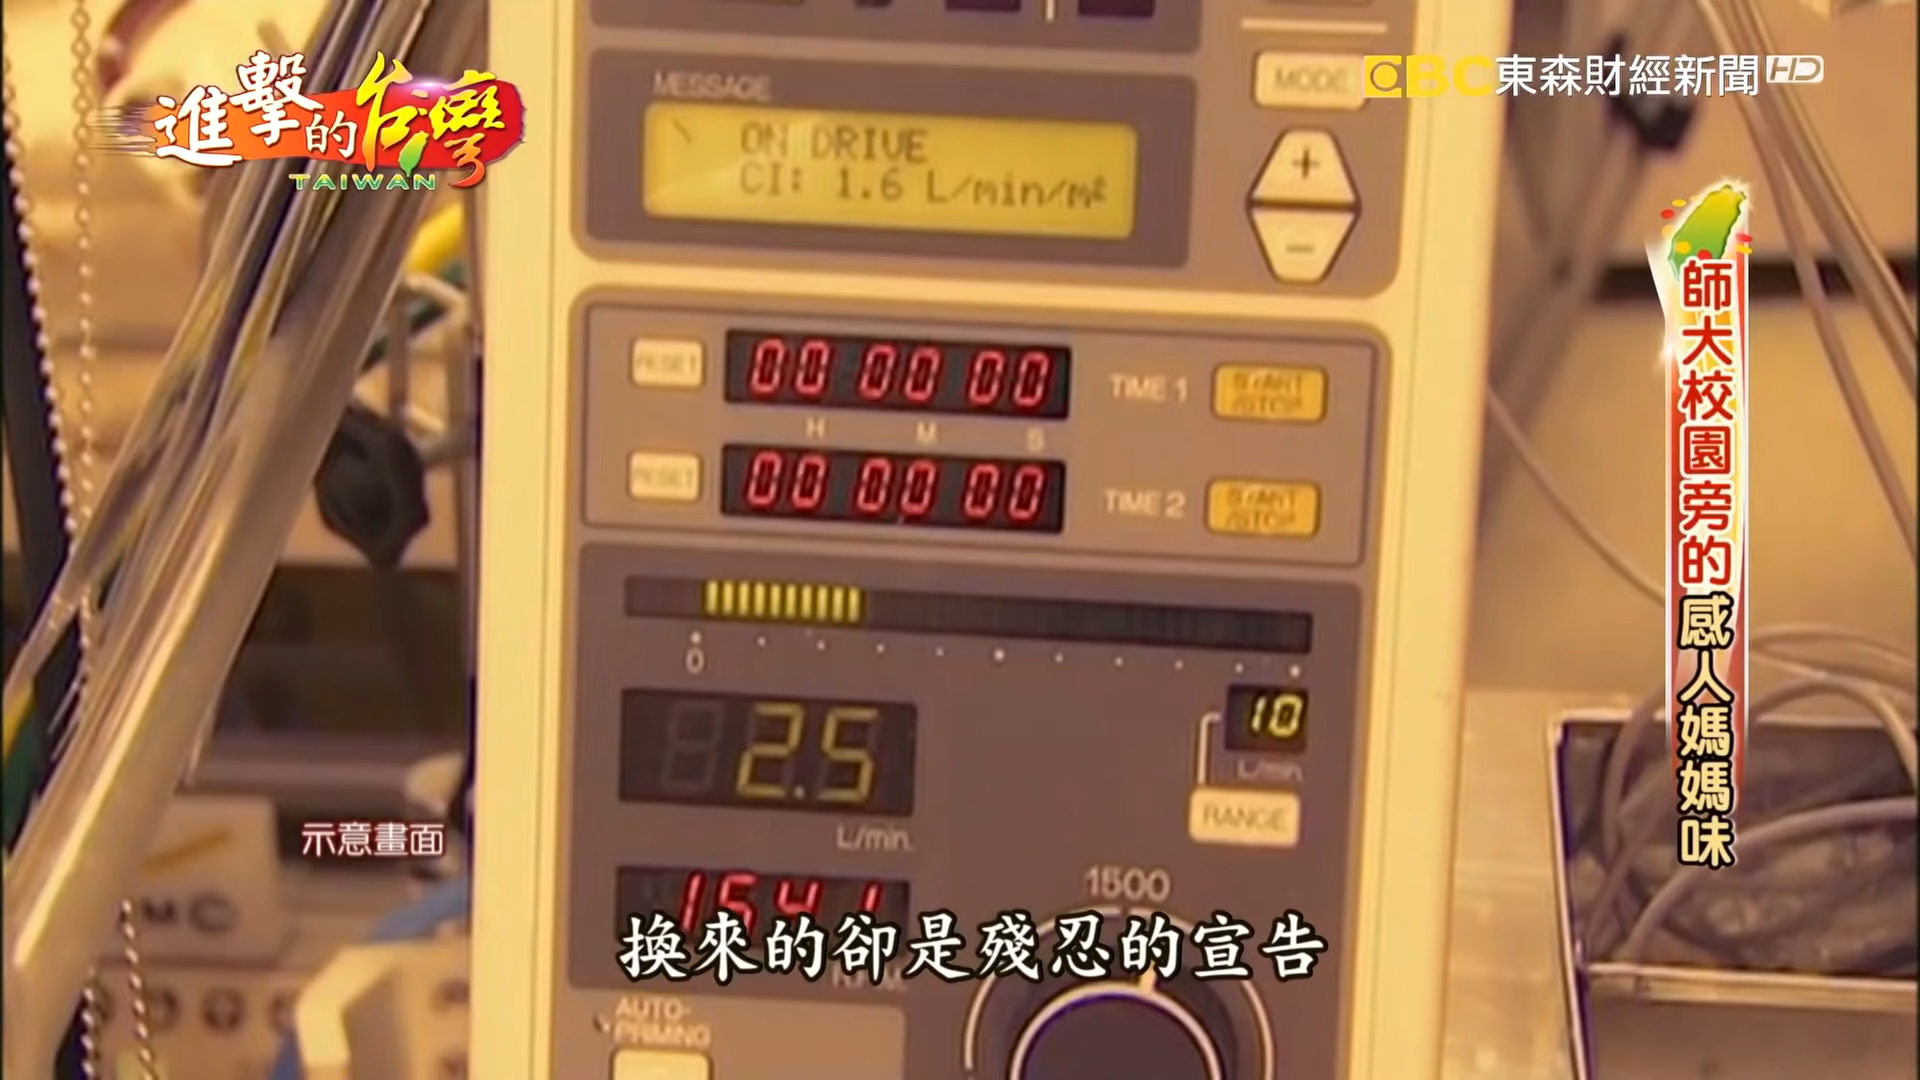 進擊的台灣
TAIWAN
EBC東森財經新聞HD
MESSAGE
ON DRIVE
CI: 1.6 L/min/m²
MODE
+
−
RESET
00 00 00
TIME 1
START
/STOP
H M S
RESET
00 00 00
TIME 2
START
/STOP
0
10
L/min.
2.5
L/min.
RANGE
1541
1500
師大校園旁的感人媽媽味
示意畫面
MC
換來的卻是殘忍的宣告
AUTO-
PRIMING